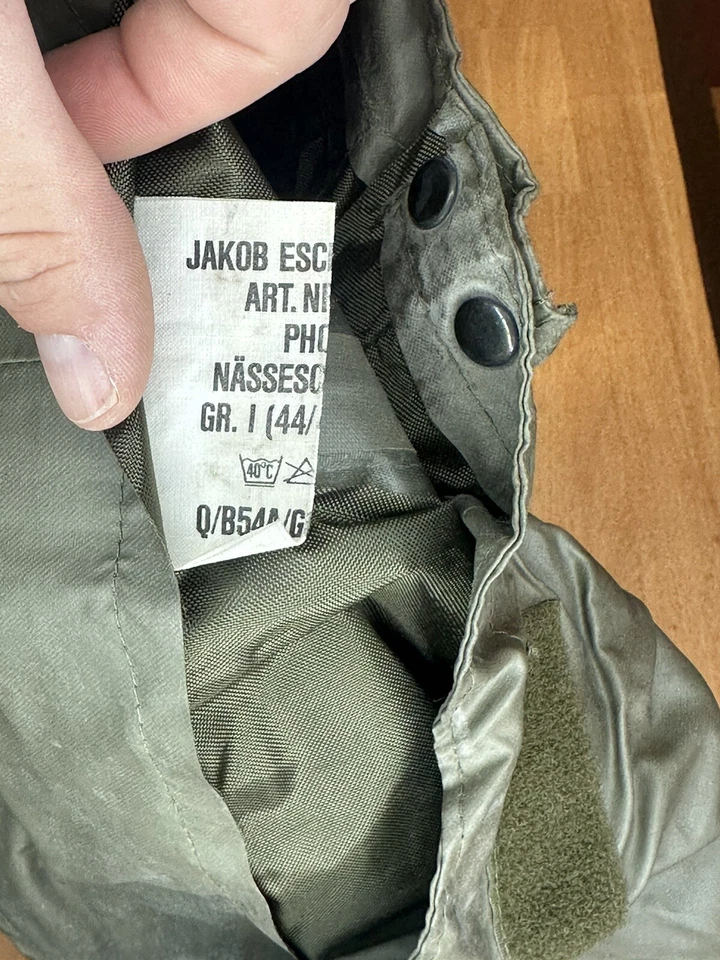 JAKOB ESC
ART. N
PHO
NÄSSESC
GR. I (44/
40°C
Q/B54A/G